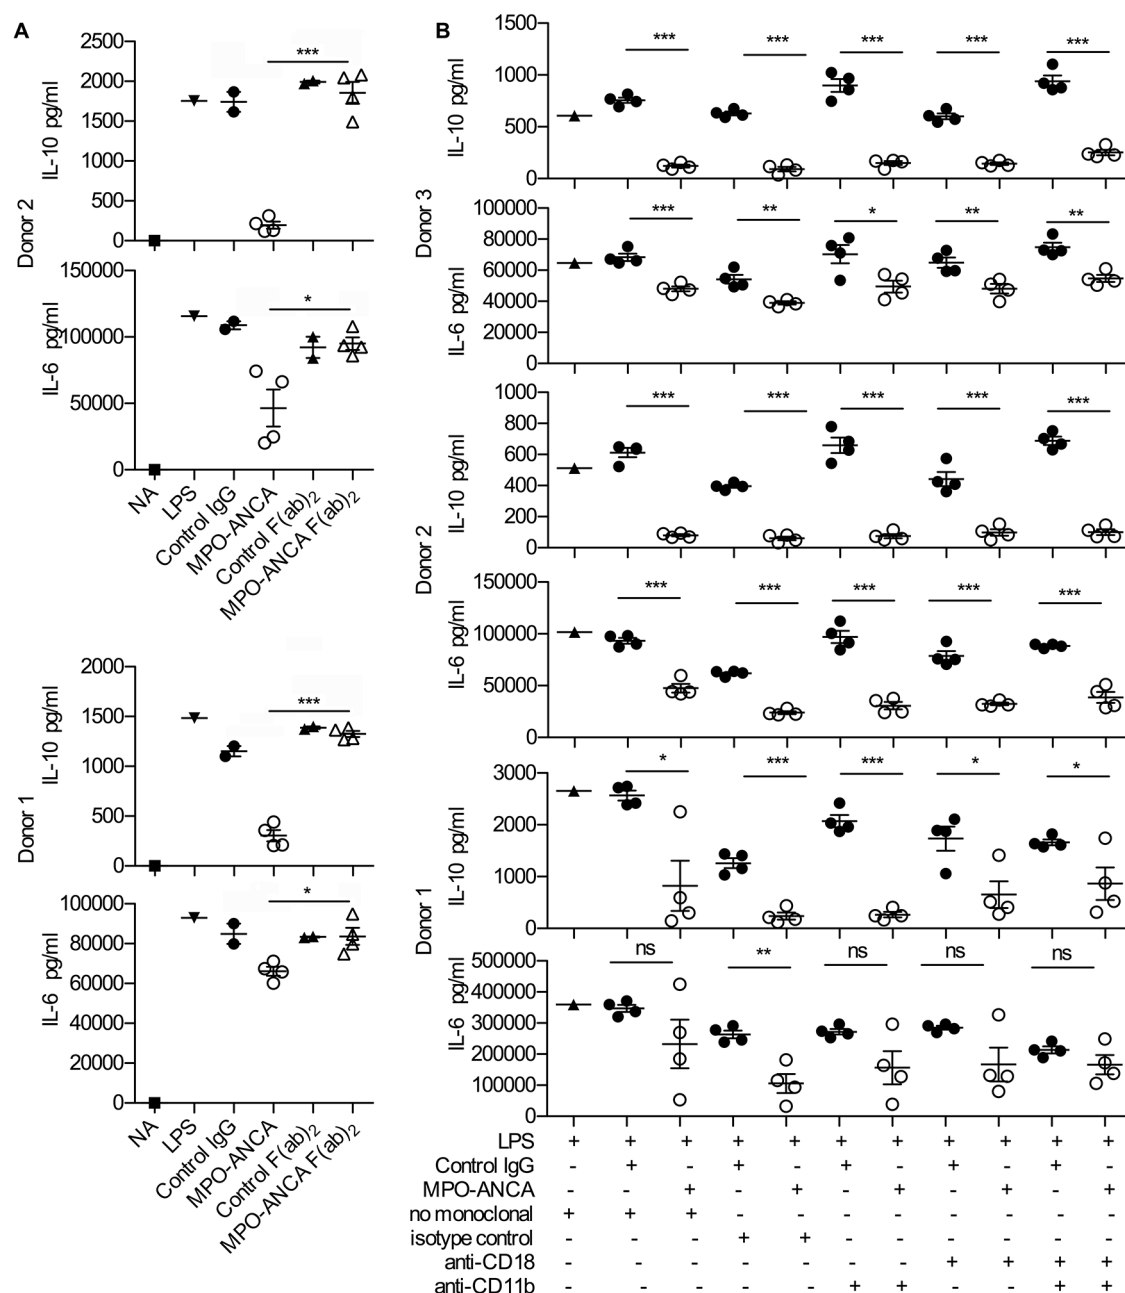 A
Donor 2
IL-10 pg/ml
2500
2000
1500
1000
500
0
***
IL-6 pg/ml
150000
100000
50000
0
*
NA
LPS
Control IgG
MPO-ANCA
Control F(ab)2
MPO-ANCA F(ab)2
Donor 1
IL-10 pg/ml
2000
1500
1000
500
0
***
IL-6 pg/ml
100000
80000
60000
40000
20000
0
*
NA
LPS
Control IgG
MPO-ANCA
Control F(ab)2
MPO-ANCA F(ab)2
B
Donor 3
IL-10 pg/ml
1500
1000
500
0
*** *** *** *** ***
IL-6 pg/ml
100000
80000
60000
40000
20000
0
*** ** * ** **
Donor 2
IL-10 pg/ml
1000
800
600
400
200
0
*** *** *** *** ***
IL-6 pg/ml
150000
100000
50000
0
*** *** *** *** ***
Donor 1
IL-10 pg/ml
3000
2000
1000
0
* *** *** * *
IL-6 pg/ml
500000
400000
300000
200000
100000
0
ns ** ns ns ns
LPS + + + + + + + + + + +
Control IgG - + - + - + - + - + -
MPO-ANCA - - + - + - + - + - +
no monoclonal + + + - - - - - - - -
isotype control - - - + + - - - - - -
anti-CD18 - - - - - - - + + + +
anti-CD11b - - - - - + + - - + +